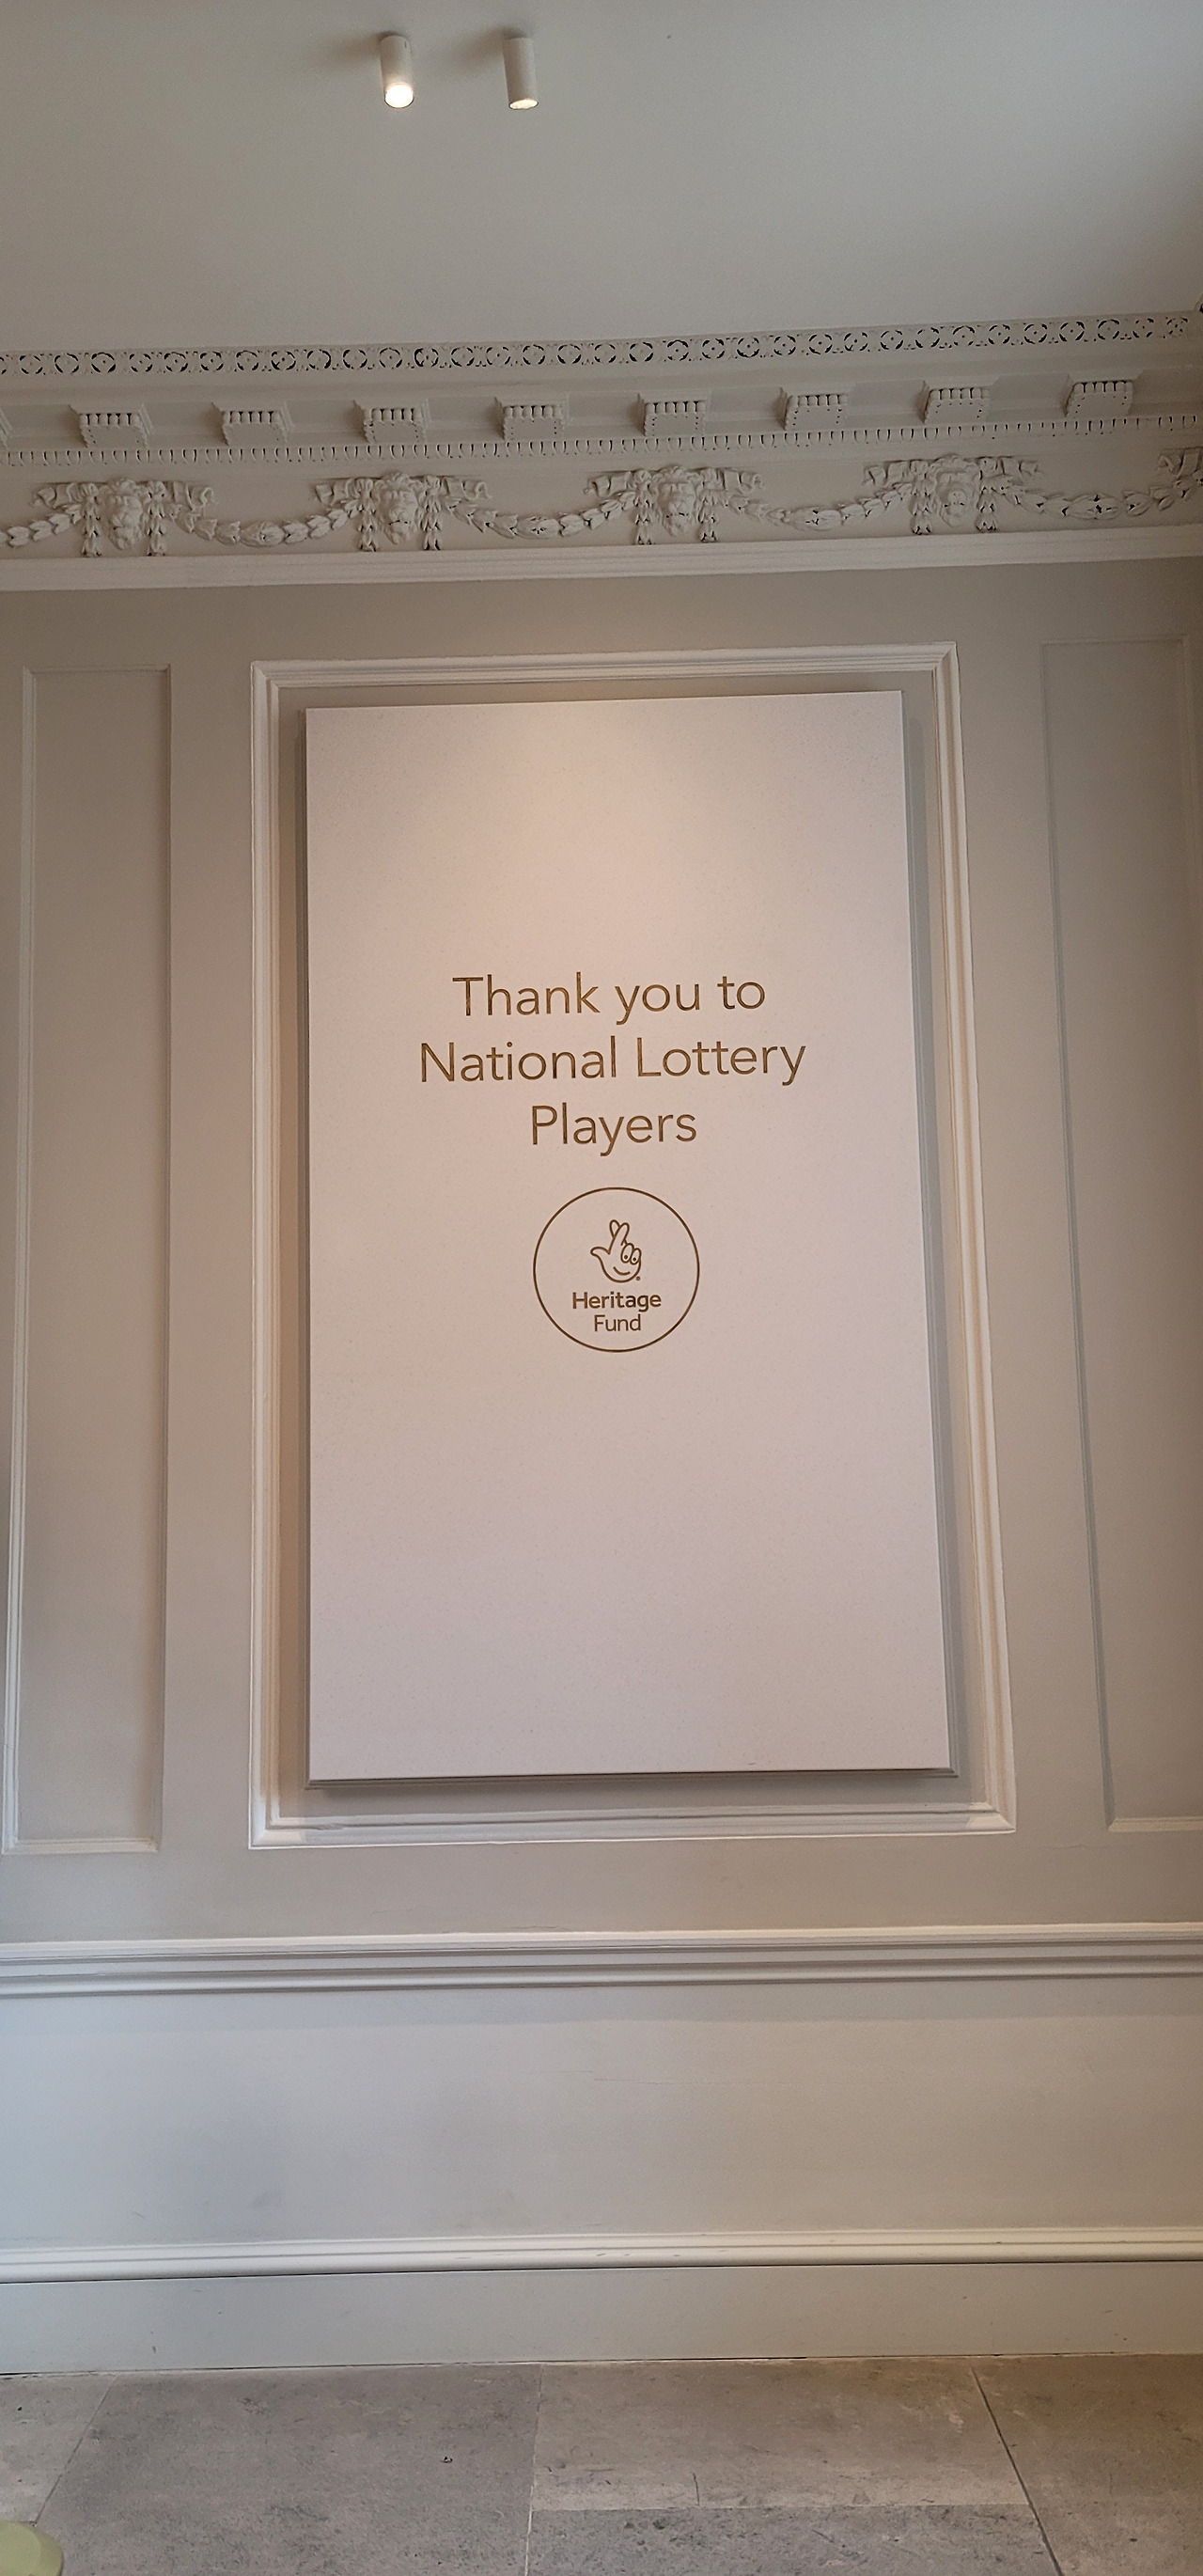 Thank you to
National Lottery
Players
Heritage
Fund